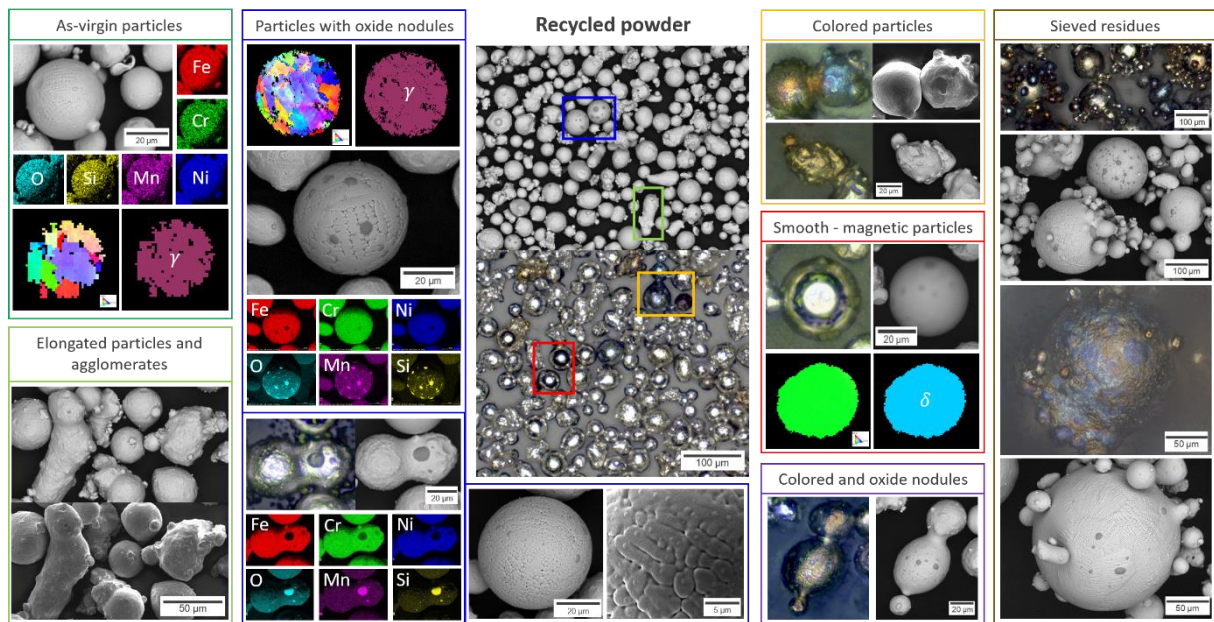 As-virgin particles
Fe
20 µm
Cr
O
Si
Mn
Ni
γ
Elongated particles and
agglomerates
50 µm
Particles with oxide nodules
γ
20 µm
Fe
Cr
Ni
O
Mn
Si
20 µm
Fe
Cr
Ni
O
Mn
Si
Recycled powder
100 µm
20 µm
5 µm
Colored particles
20 µm
Smooth - magnetic particles
20 µm
δ
Colored and oxide nodules
20 µm
Sieved residues
100 µm
100 µm
50 µm
50 µm